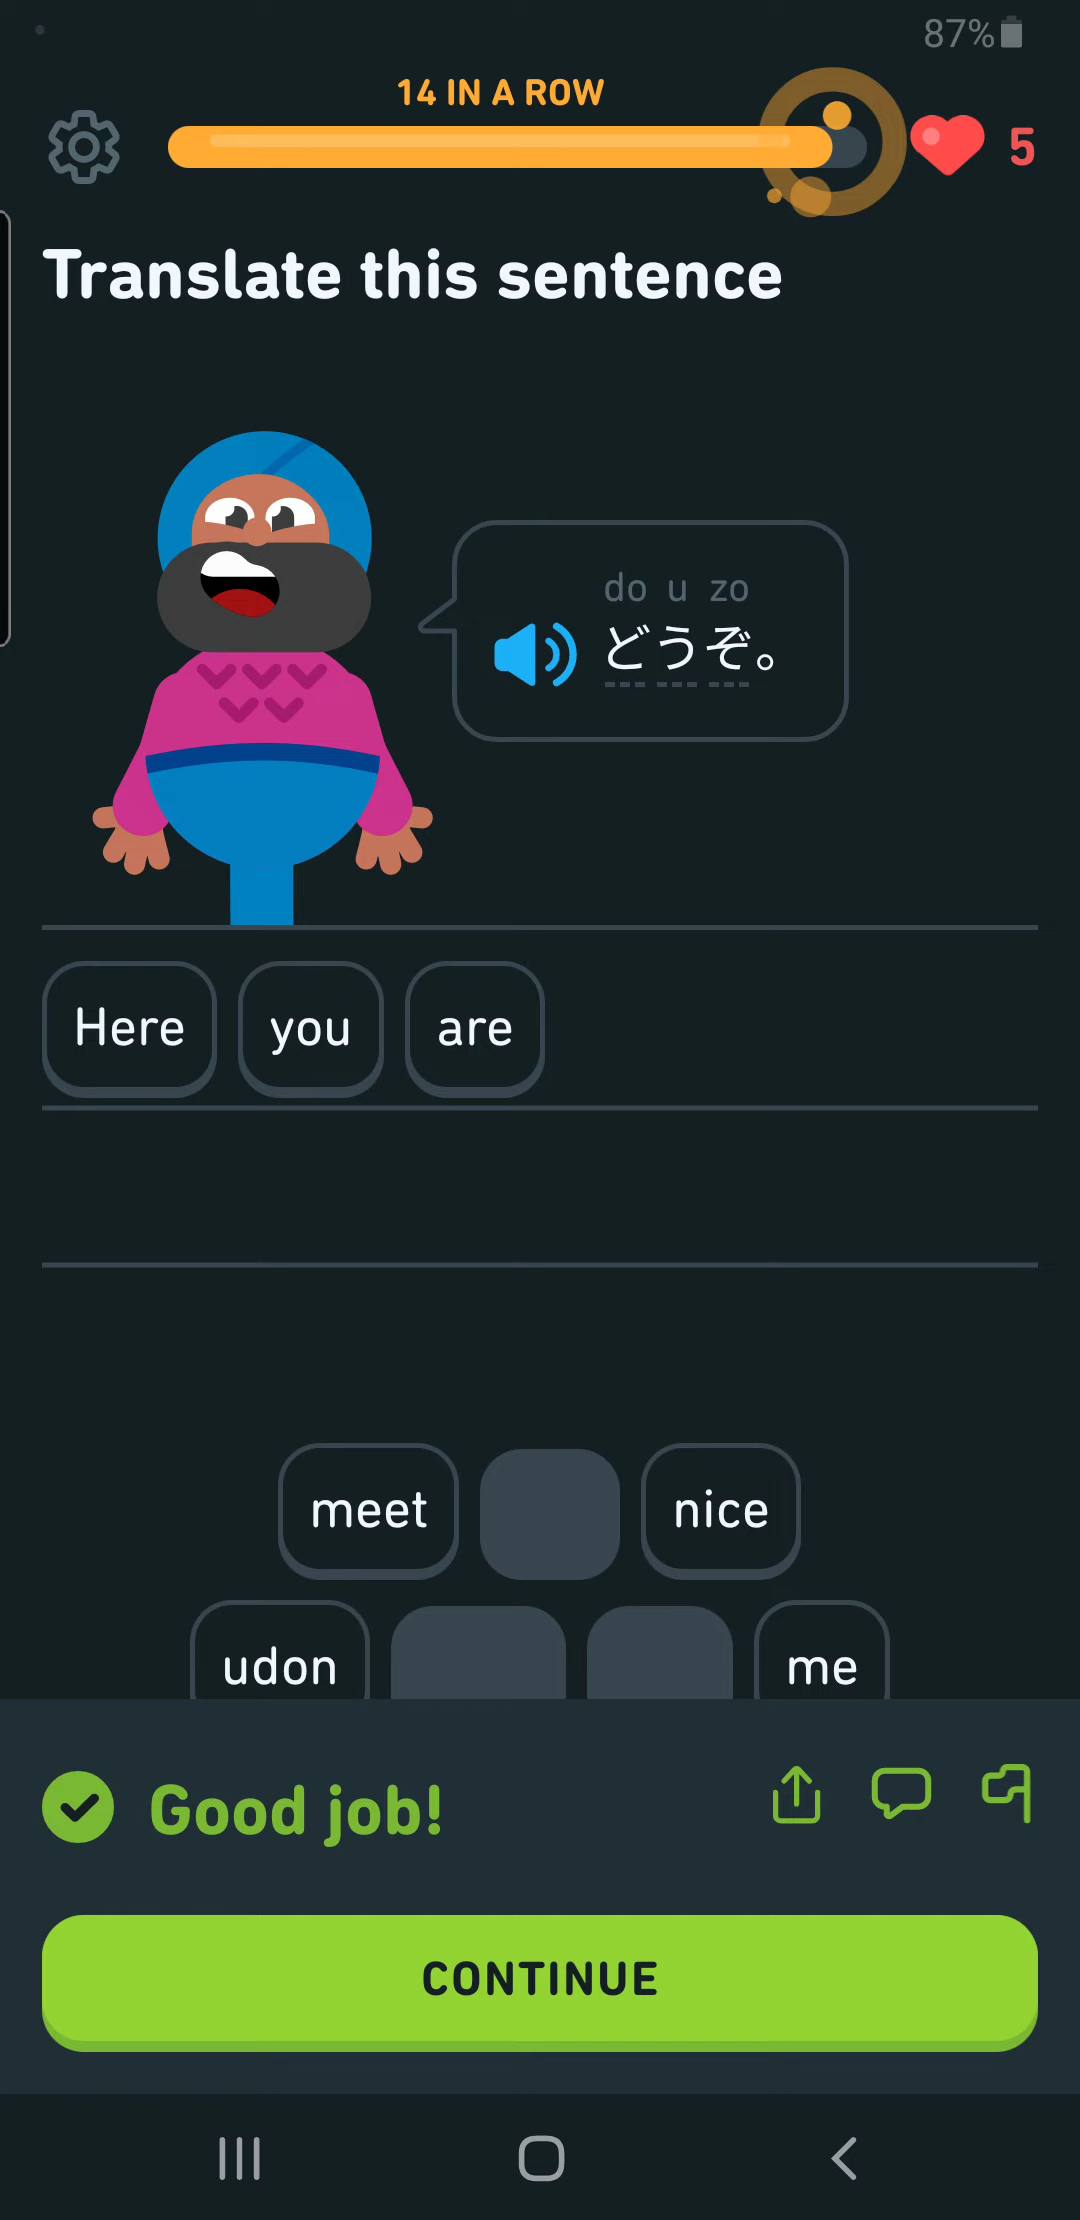 87%
14 IN A ROW
5
Translate this sentence
do u zo
どうぞ。
Here you are
meet nice
udon me
Good job!
CONTINUE